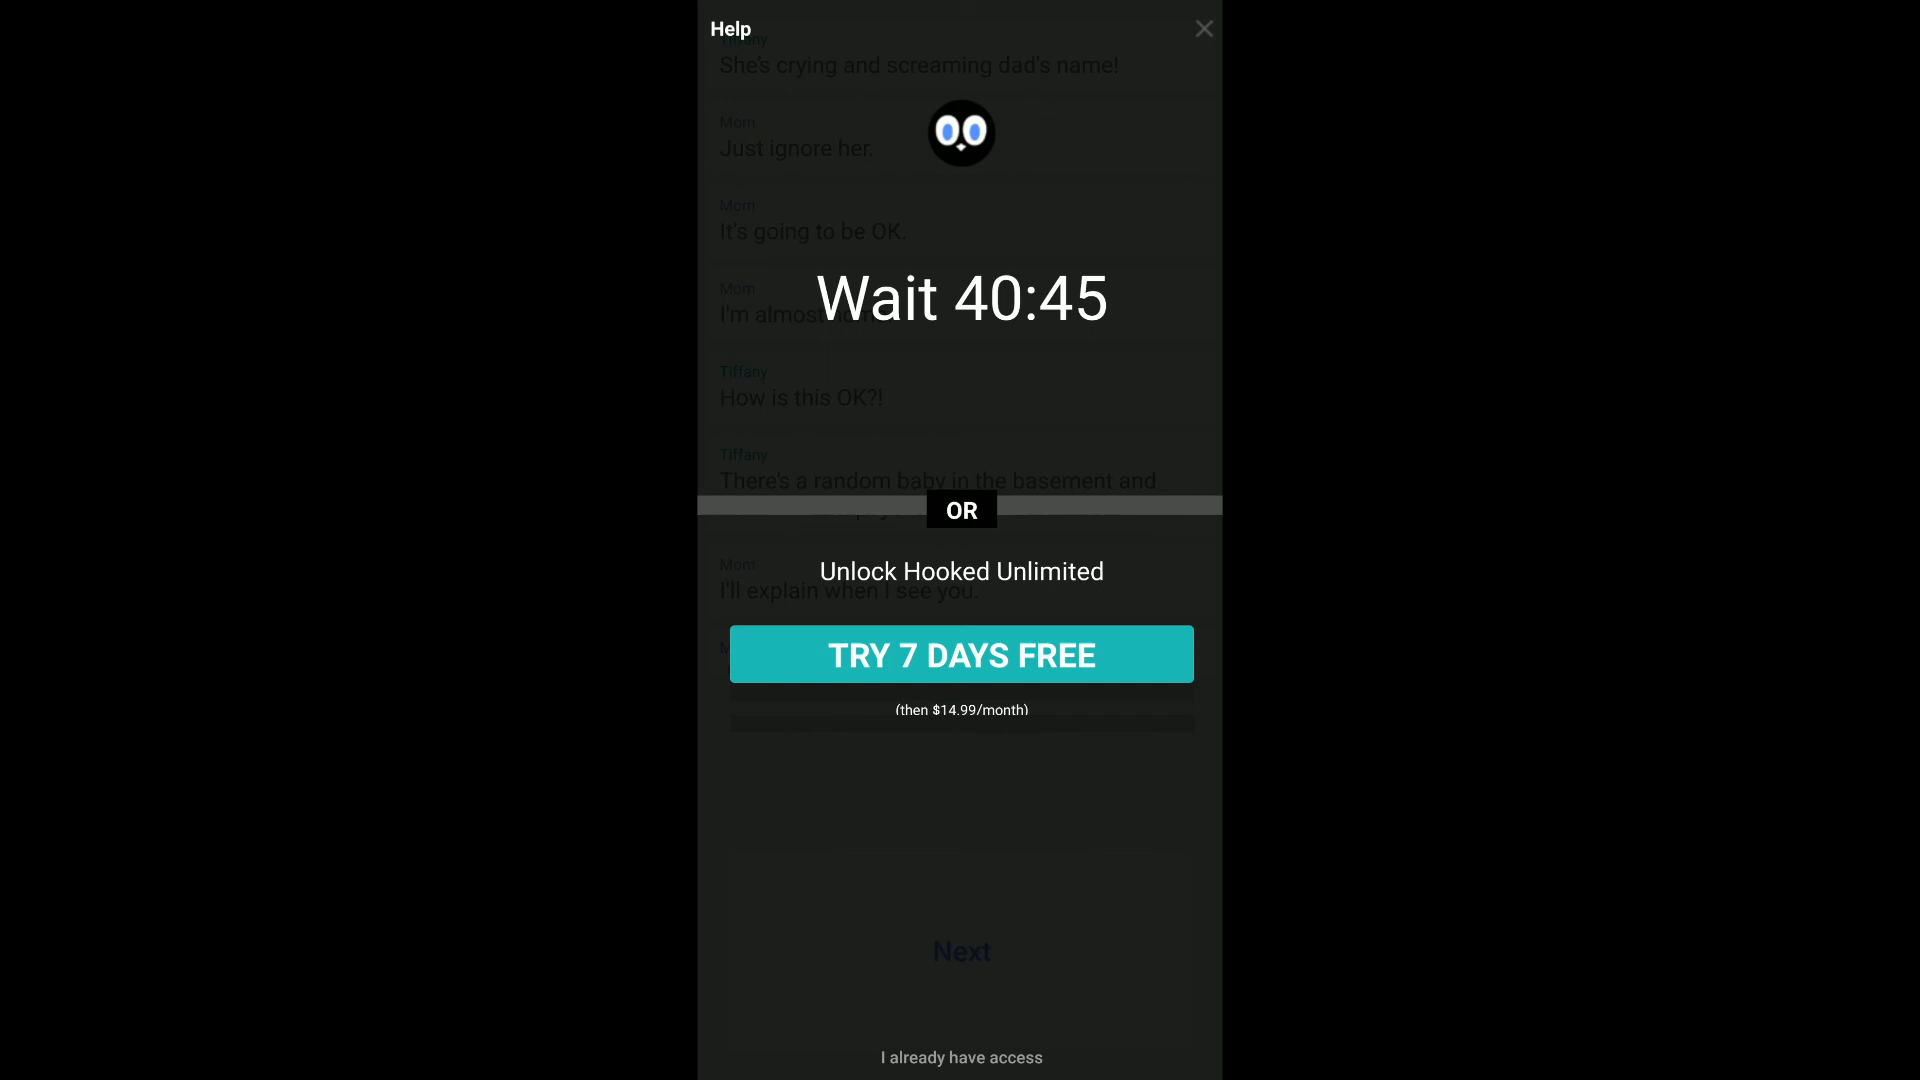 Help
Tiffany
She's crying and screaming dad's name!
Mom
Just ignore her.
Mom
It's going to be OK.
Wait 40:45
Mom
I'm almost
Tiffany
How is this OK?!
Tiffany
There's a random baby in the basement and
OR
Mom
Unlock Hooked Unlimited
I'll explain when I see you.
TRY 7 DAYS FREE
(then $14.99/month)
Next
I already have access